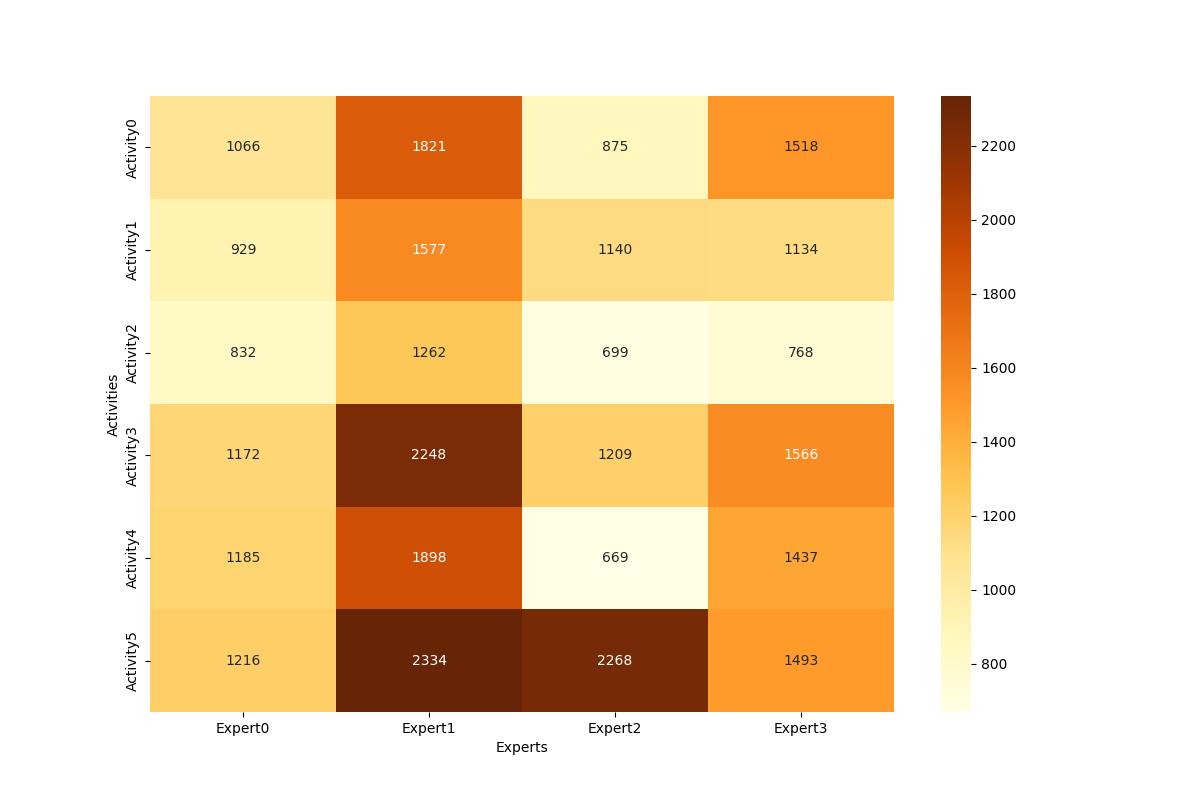 Activity0 1066 1821 875 1518
Activity1 929 1577 1140 1134
Activity2 832 1262 699 768
Activity3 1172 2248 1209 1566
Activity4 1185 1898 669 1437
Activity5 1216 2334 2268 1493
Activities
Expert0 Expert1 Expert2 Expert3
Experts
2200
2000
1800
1600
1400
1200
1000
800